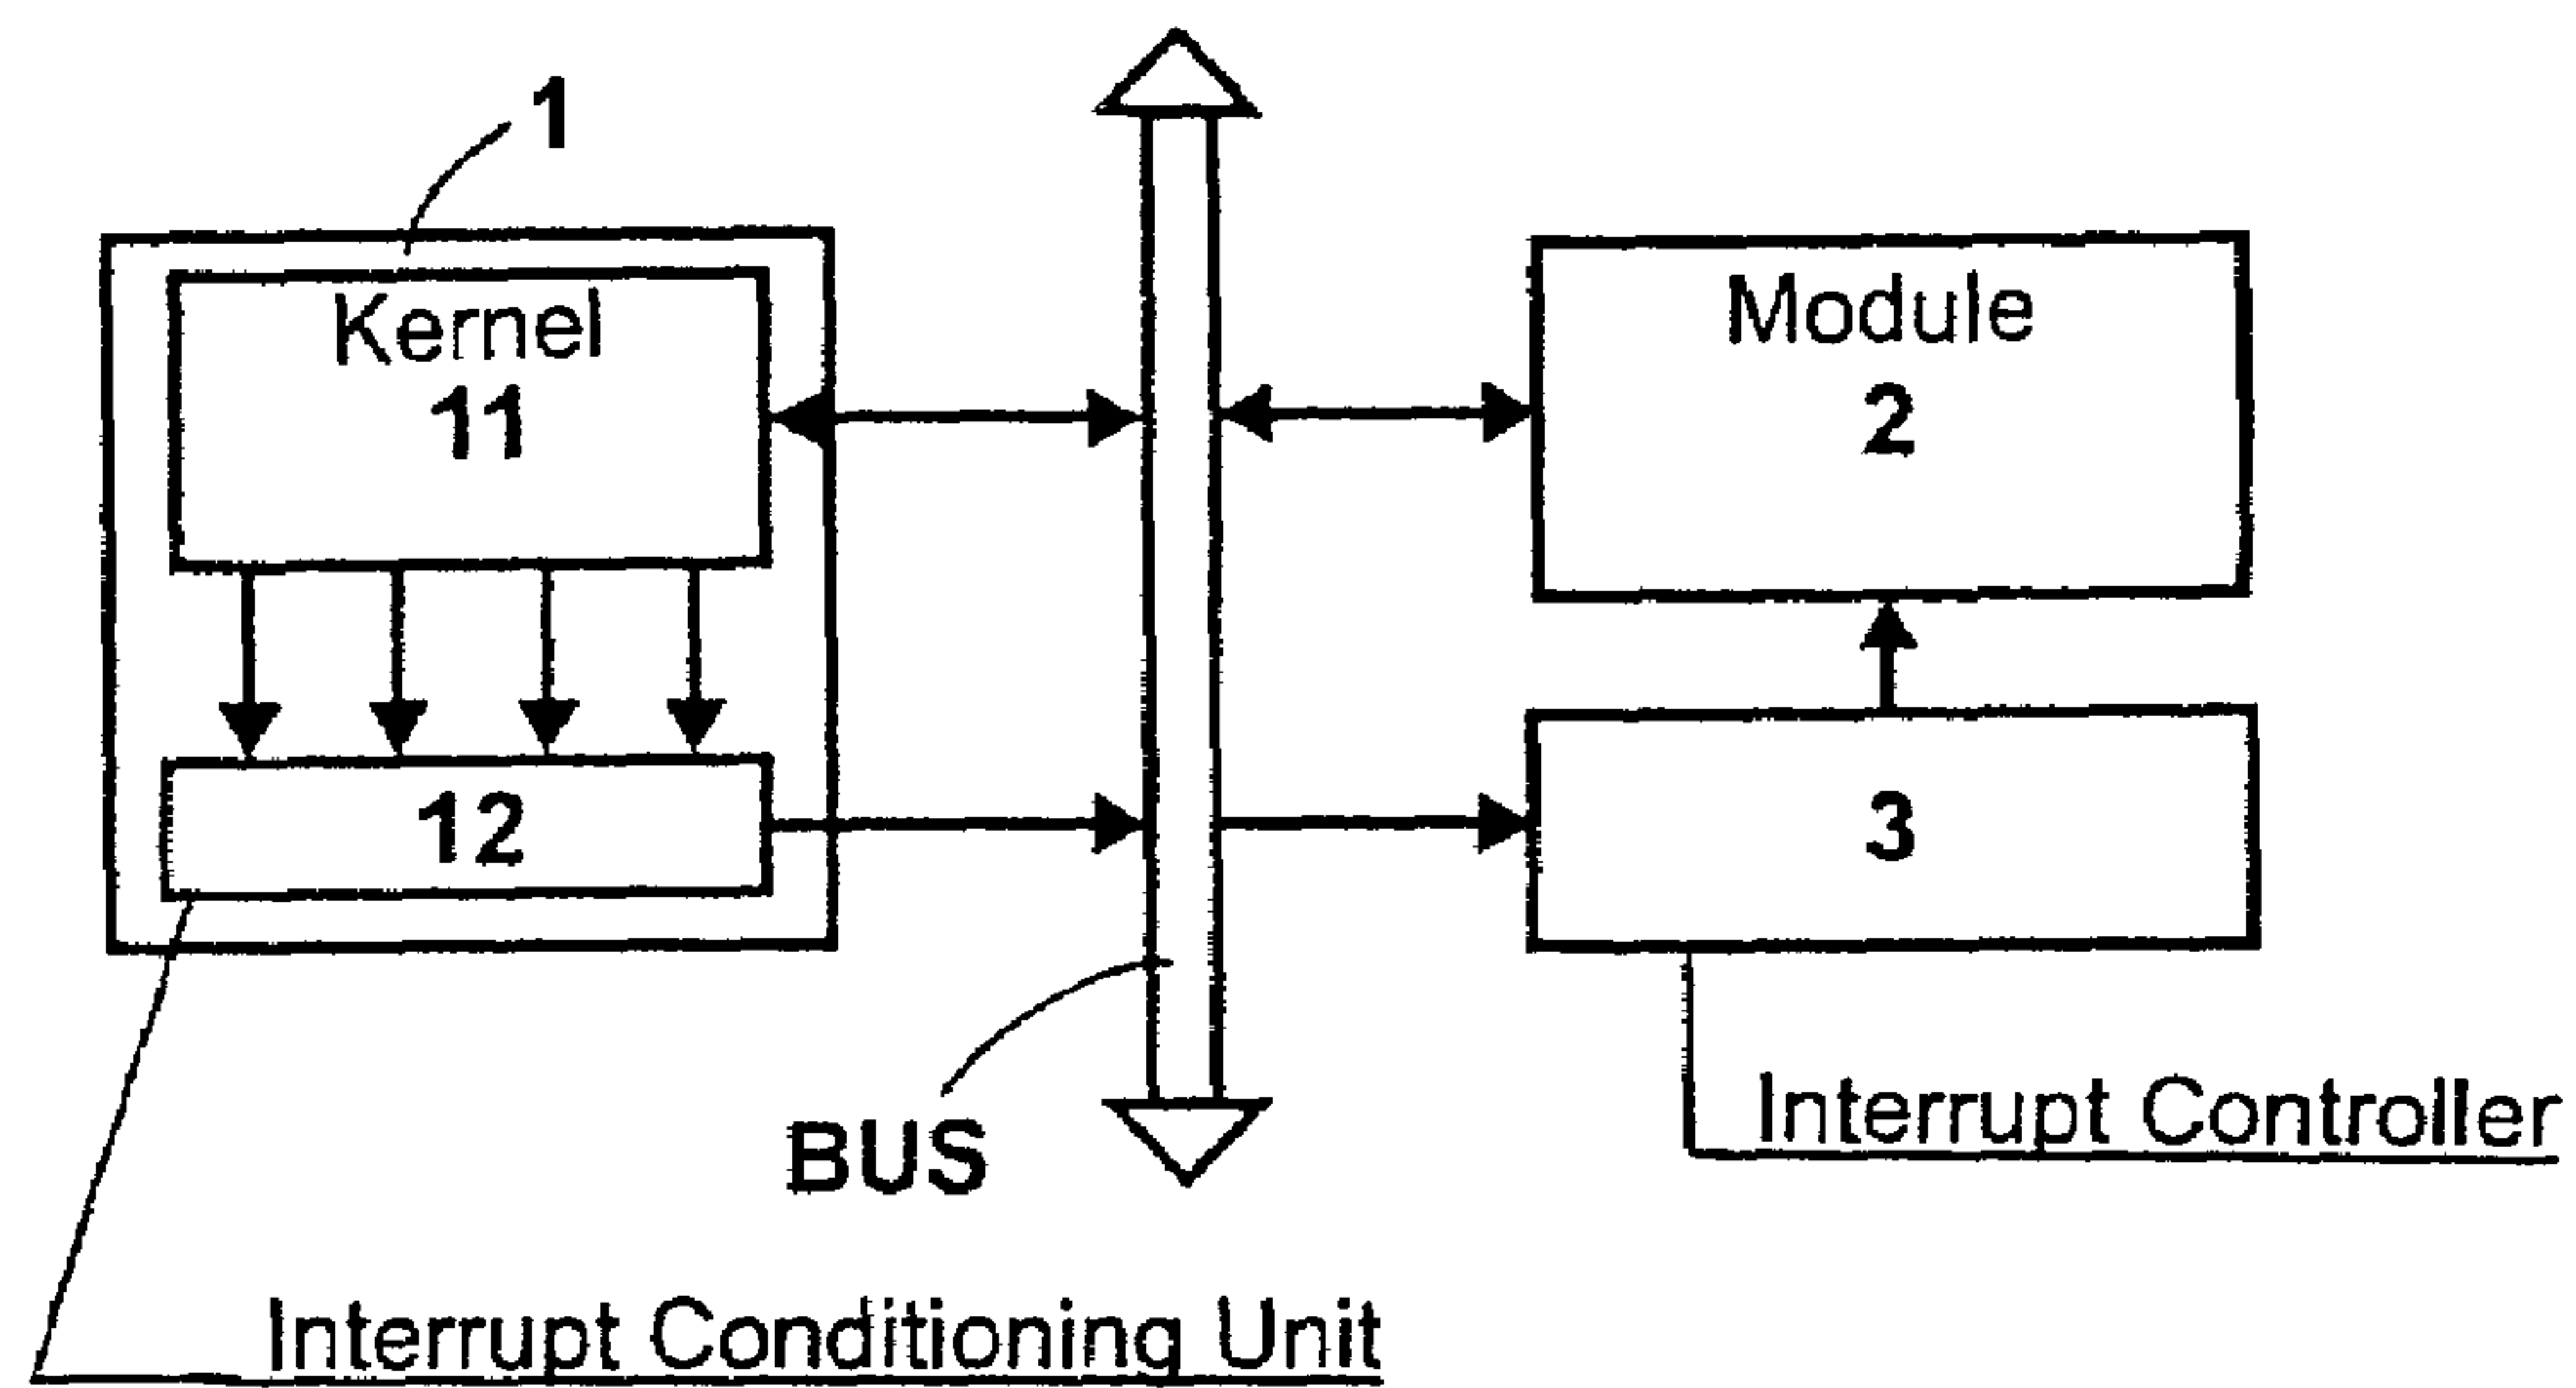 1
Kernel
11
Module
2
12
3
BUS
Interrupt Controller
Interrupt Conditioning Unit